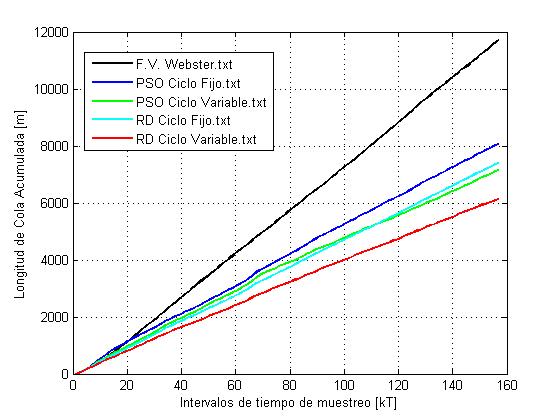 12000
10000
8000
6000
4000
2000
0
Longitud de Cola Acumulada [m]
F.V. Webster.txt
PSO Ciclo Fijo.txt
PSO Ciclo Variable.txt
RD Ciclo Fijo.txt
RD Ciclo Variable.txt
0 20 40 60 80 100 120 140 160
Intervalos de tiempo de muestreo [kT]